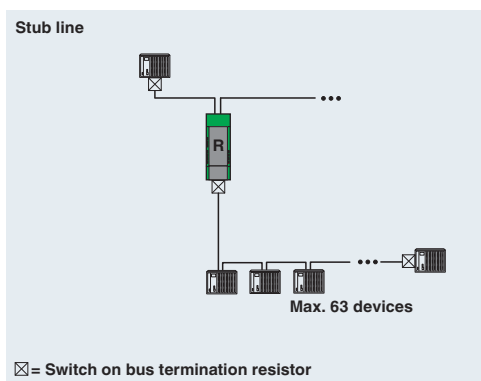 Stub line
R
Max. 63 devices
☒= Switch on bus termination resistor